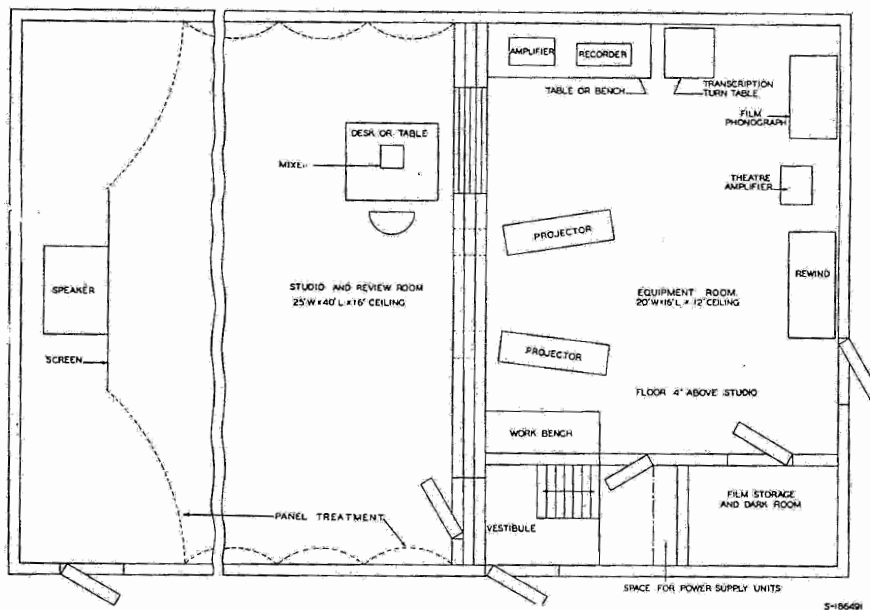 AMPLIFIER
RECORDER
TABLE OR BENCH
TRANSCRIPTION
TURN TABLE
FILM
PHONOGRAPH
DESK OR TABLE
MIXER
THEATRE
AMPLIFIER
PROJECTOR
SPEAKER
STUDIO AND REVIEW ROOM
25'W×40'L×16' CEILING
EQUIPMENT ROOM
20'W×16'L × 12' CEILING
REWIND
PROJECTOR
SCREEN
FLOOR 4" ABOVE STUDIO
WORK BENCH
FILM STORAGE
AND DARK ROOM
PANEL TREATMENT
VESTIBULE
SPACE FOR POWER SUPPLY UNITS
S-186491